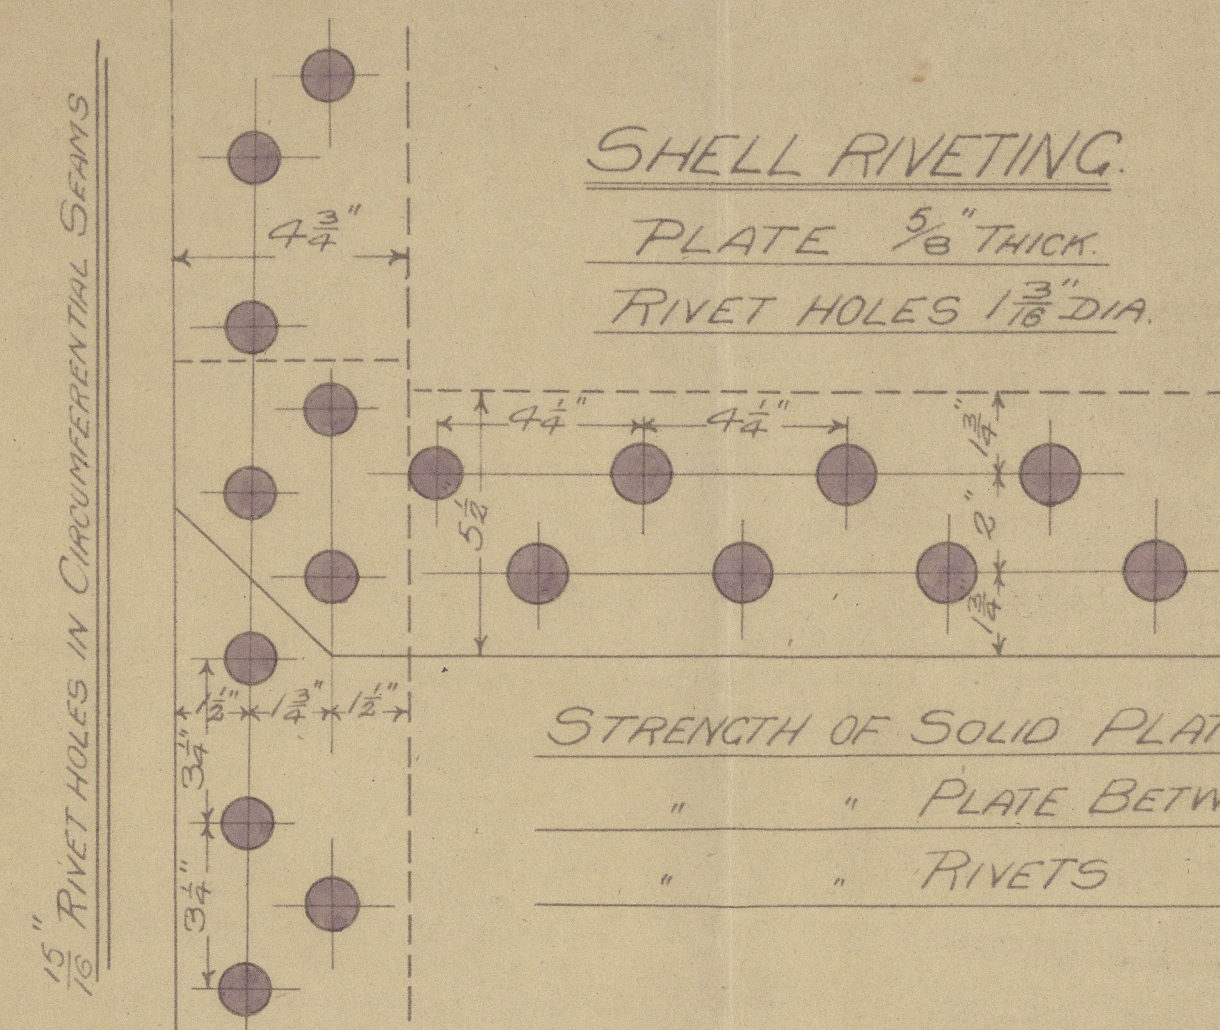 15/16" RIVET HOLES IN CIRCUMFERENTIAL SEAMS
SHELL RIVETING.
PLATE 5/8" THICK.
RIVET HOLES 1 3/16" DIA.
4 3/4"
4 1/4" 4 1/4"
1 3/4"
5 1/2"
2"
1 3/4"
1 1/2" 1 3/4" 1 1/2"
3 1/4"
3 1/4"
STRENGTH OF SOLID PLAT
" " PLATE BETW
" " RIVETS